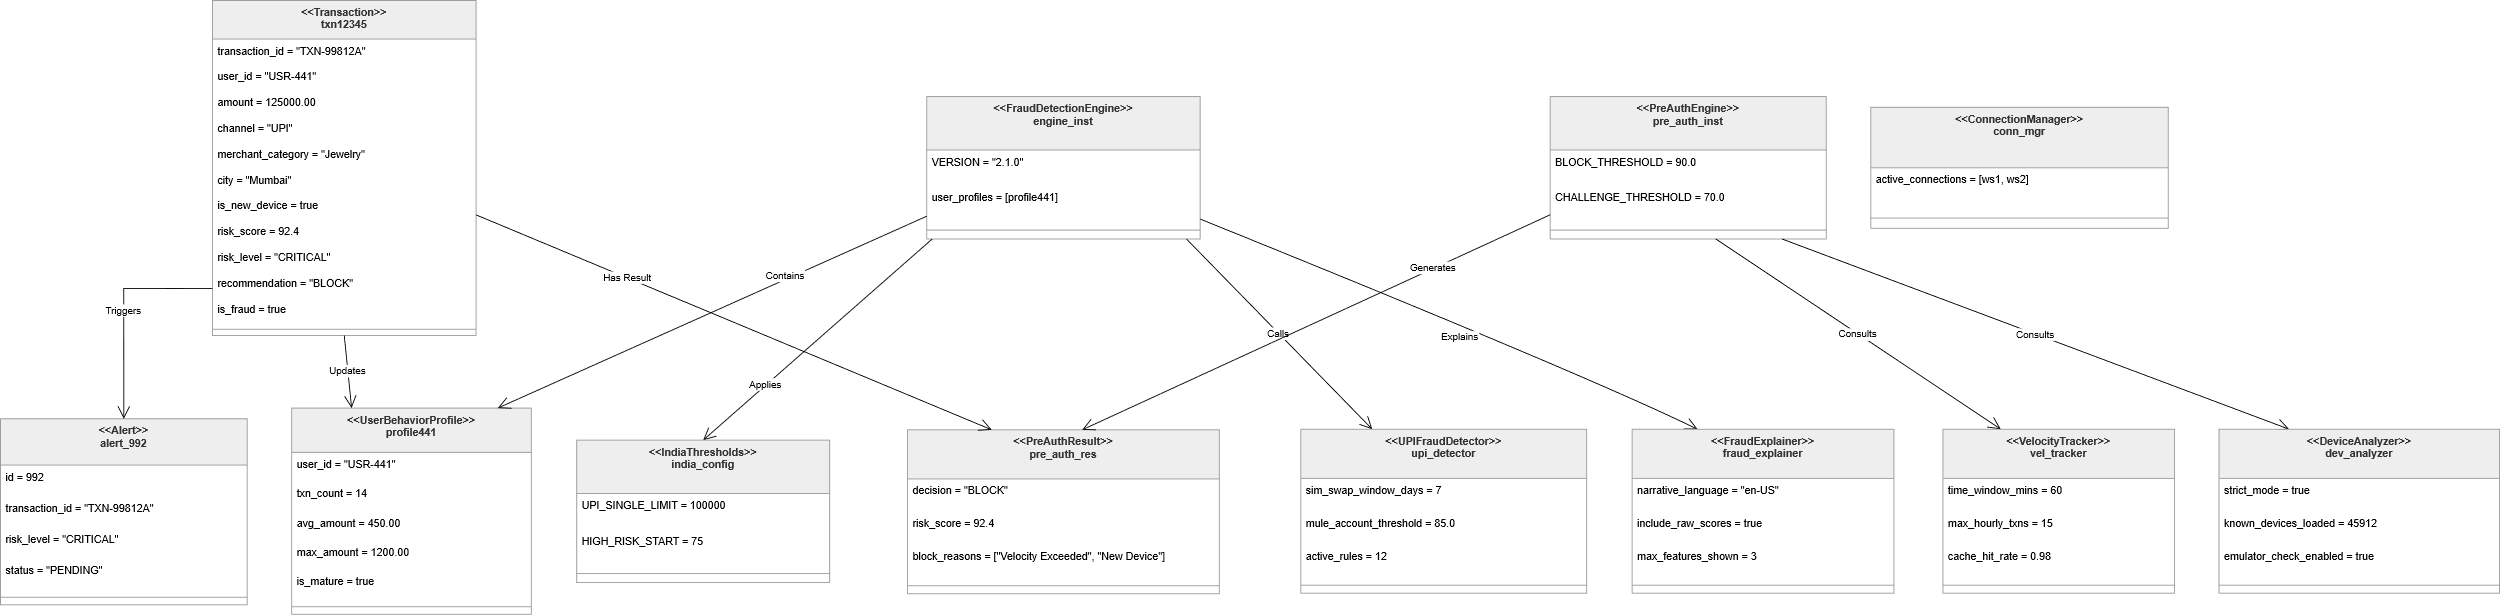 <<Transaction>>
txn12345
transaction_id = "TXN-99812A"
user_id = "USR-441"
amount = 125000.00
channel = "UPI"
merchant_category = "Jewelry"
city = "Mumbai"
is_new_device = true
risk_score = 92.4
risk_level = "CRITICAL"
recommendation = "BLOCK"
is_fraud = true
<<FraudDetectionEngine>>
engine_inst
VERSION = "2.1.0"
user_profiles = [profile441]
<<PreAuthEngine>>
pre_auth_inst
BLOCK_THRESHOLD = 90.0
CHALLENGE_THRESHOLD = 70.0
<<ConnectionManager>>
conn_mgr
active_connections = [ws1, ws2]
Triggers
Updates
Has Result
Contains
Applies
Calls
Explains
Generates
Consults
Consults
<<Alert>>
alert_992
id = 992
transaction_id = "TXN-99812A"
risk_level = "CRITICAL"
status = "PENDING"
<<UserBehaviorProfile>>
profile441
user_id = "USR-441"
txn_count = 14
avg_amount = 450.00
max_amount = 1200.00
is_mature = true
<<IndiaThresholds>>
india_config
UPI_SINGLE_LIMIT = 100000
HIGH_RISK_START = 75
<<PreAuthResult>>
pre_auth_res
decision = "BLOCK"
risk_score = 92.4
block_reasons = ["Velocity Exceeded", "New Device"]
<<UPIFraudDetector>>
upi_detector
sim_swap_window_days = 7
mule_account_threshold = 85.0
active_rules = 12
<<FraudExplainer>>
fraud_explainer
narrative_language = "en-US"
include_raw_scores = true
max_features_shown = 3
<<VelocityTracker>>
vel_tracker
time_window_mins = 60
max_hourly_txns = 15
cache_hit_rate = 0.98
<<DeviceAnalyzer>>
dev_analyzer
strict_mode = true
known_devices_loaded = 45912
emulator_check_enabled = true